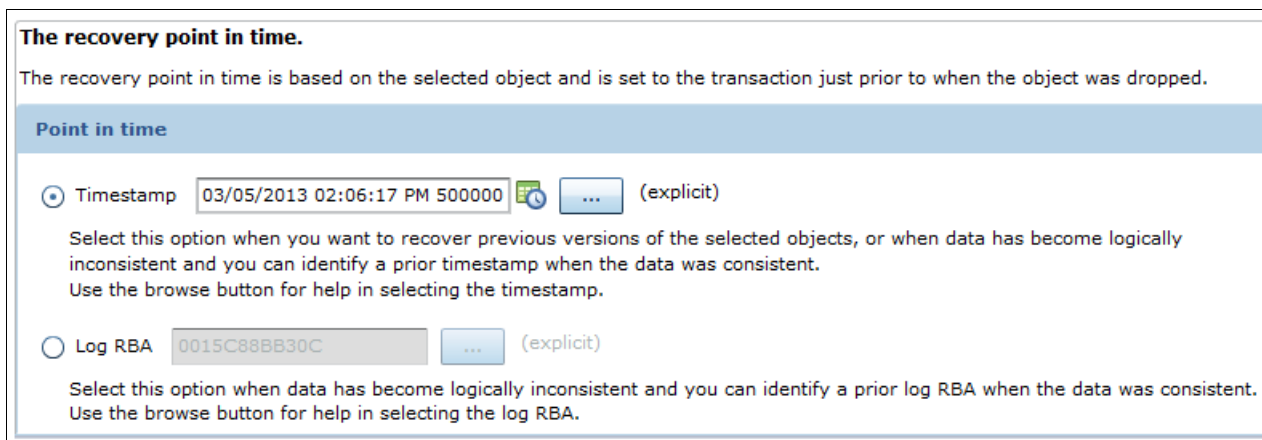 The recovery point in time.
The recovery point in time is based on the selected object and is set to the transaction just prior to when the object was dropped.
Point in time
Timestamp 03/05/2013 02:06:17 PM 500000 ... (explicit)
Select this option when you want to recover previous versions of the selected objects, or when data has become logically
inconsistent and you can identify a prior timestamp when the data was consistent.
Use the browse button for help in selecting the timestamp.
Log RBA 0015C88BB30C ... (explicit)
Select this option when data has become logically inconsistent and you can identify a prior log RBA when the data was consistent.
Use the browse button for help in selecting the log RBA.